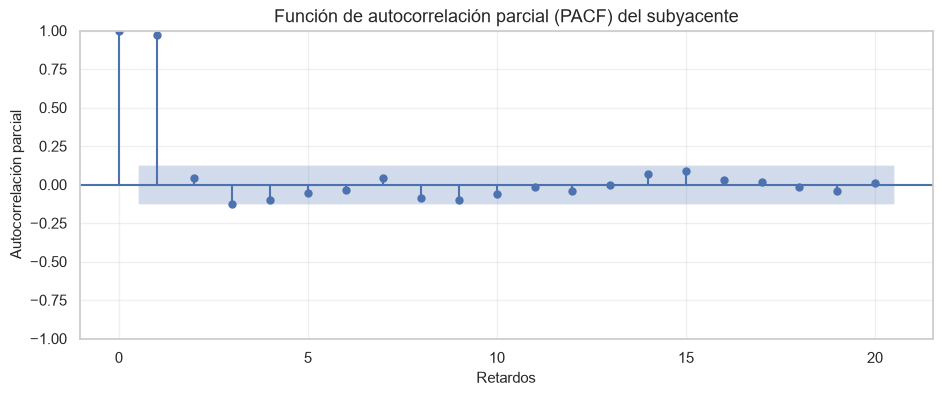 Función de autocorrelación parcial (PACF) del subyacente
1.00
0.75
0.50
0.25
0.00
−0.25
−0.50
−0.75
−1.00
Autocorrelación parcial
0 5 10 15 20
Retardos